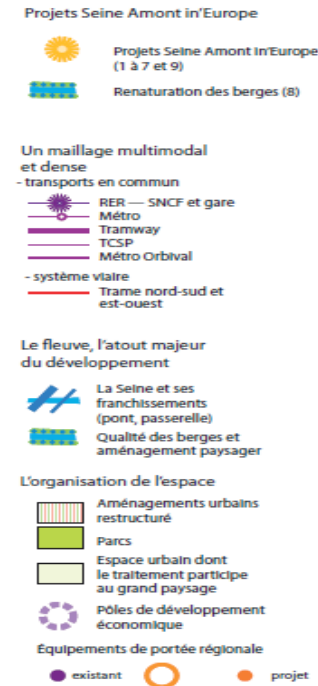 Projets Seine Amont in'Europe
Projets Seine Amont in'Europe
(1 à 7 et 9)
Renaturation des berges (8)
Un maillage multimodal
et dense
- transports en commun
RER — SNCF et gare
Métro
Tramway
TCSP
Métro Orbival
- système viaire
Trame nord-sud et
est-ouest
Le fleuve, l'atout majeur
du développement
La Seine et ses
franchissements
(pont, passerelle)
Qualité des berges et
aménagement paysager
L'organisation de l'espace
Aménagements urbains
restructuré
Parcs
Espace urbain dont
le traitement participe
au grand paysage
Pôles de développement
économique
Équipements de portée régionale
existant
projet